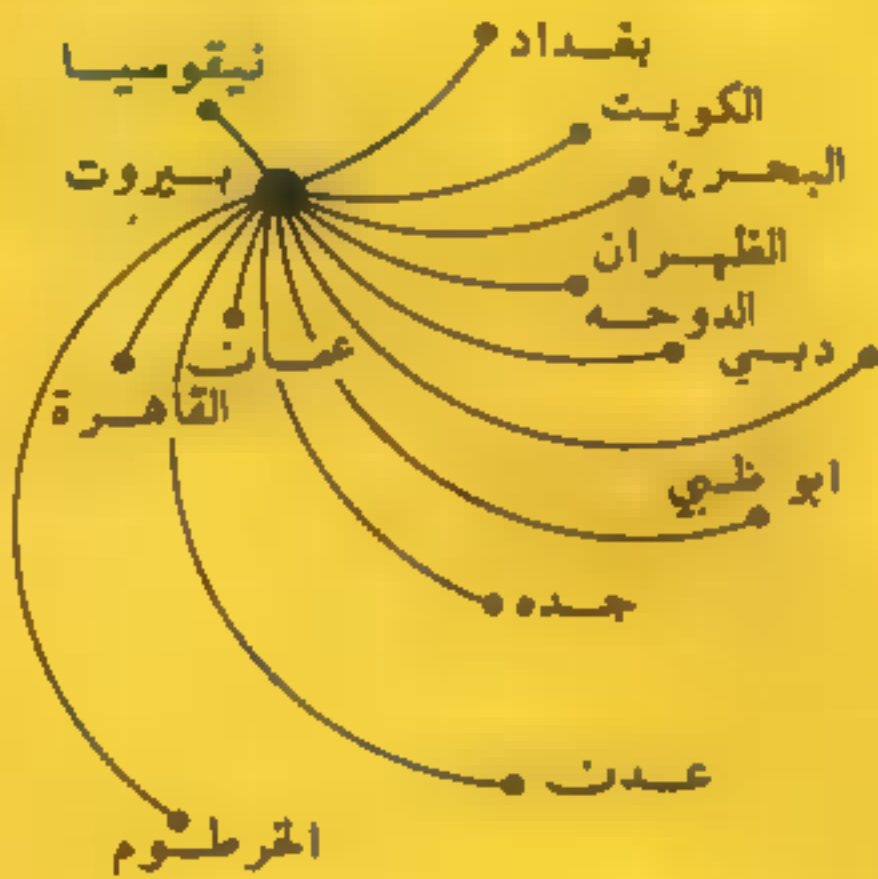 نيقوسيا
بغداد
الكويت
بيروت
البحرين
الظهران
الدوحه
دبي
عمان
القاهرة
ابو ظبي
جده
عدن
الخرطوم